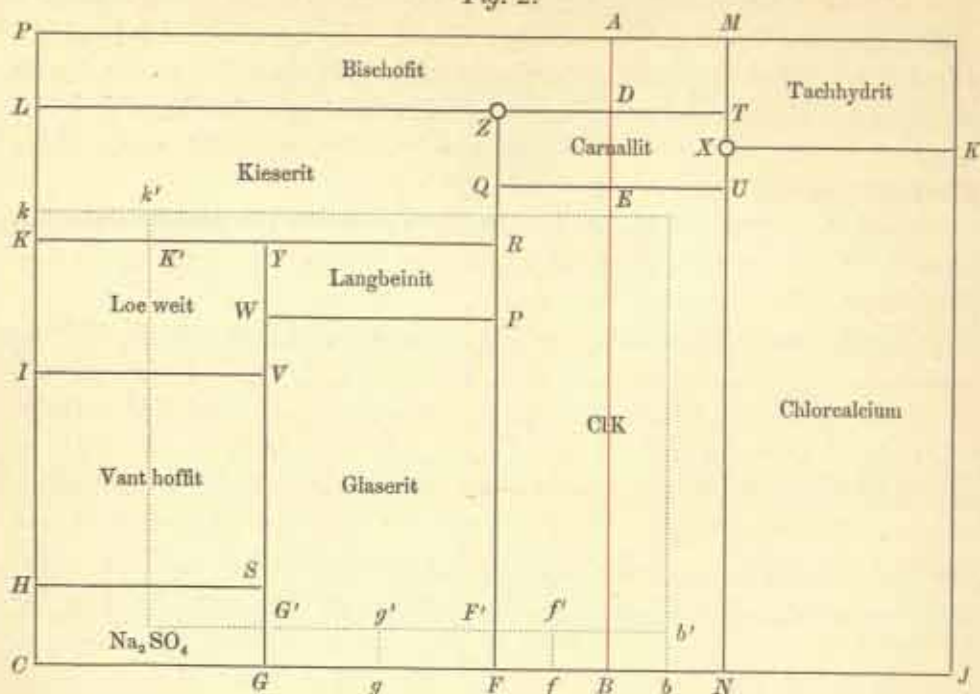 Fig. 2.
P A M
Bischofit
Tachhydrit
L D T
Z
Carnallit X K
Kieserit
Q U
k k' E
K R
K' Y
Langbeinit
Loe weit
W P
I V
ClK Chlorcalcium
Vant hoffit Glaserit
S
H
G' g' F' f'
b'
Na₂SO₄
C J
G g F f B b N